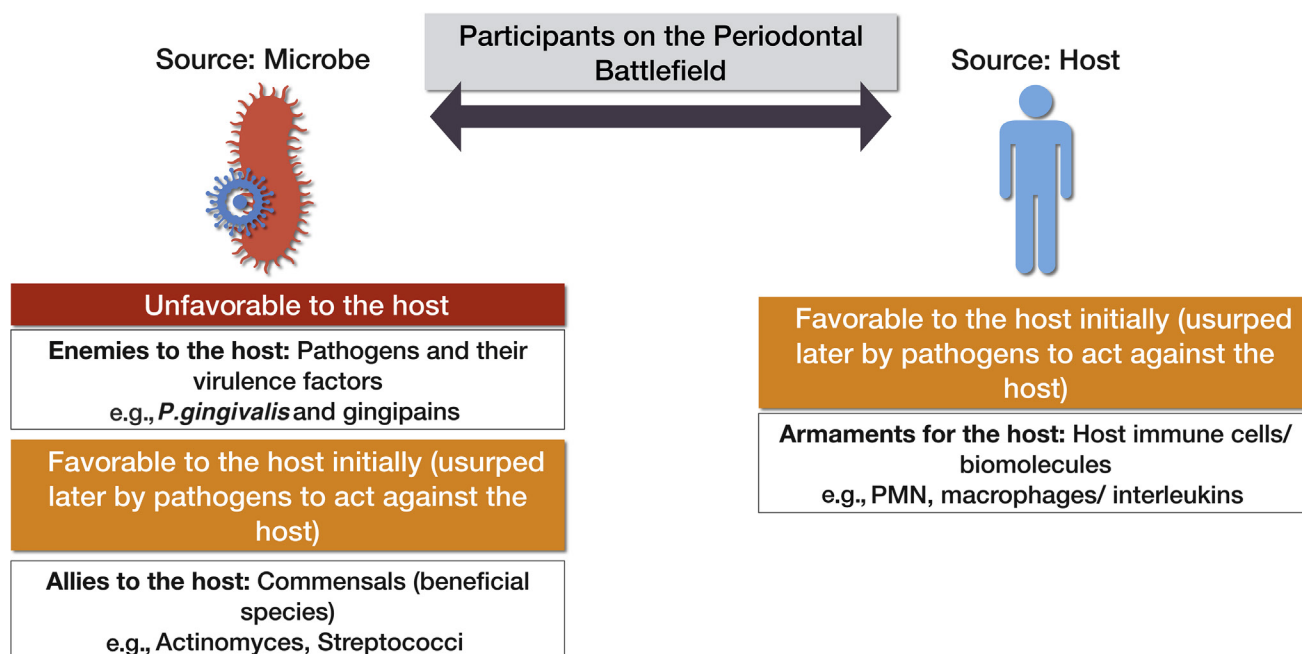 Participants on the Periodontal
Battlefield
Source: Microbe
Source: Host
Unfavorable to the host
Enemies to the host: Pathogens and their
virulence factors
e.g., P.gingivalis and gingipains
Favorable to the host initially (usurped
later by pathogens to act against the
host)
Allies to the host: Commensals (beneficial
species)
e.g., Actinomyces, Streptococci
Favorable to the host initially (usurped
later by pathogens to act against the
host)
Armaments for the host: Host immune cells/
biomolecules
e.g., PMN, macrophages/ interleukins